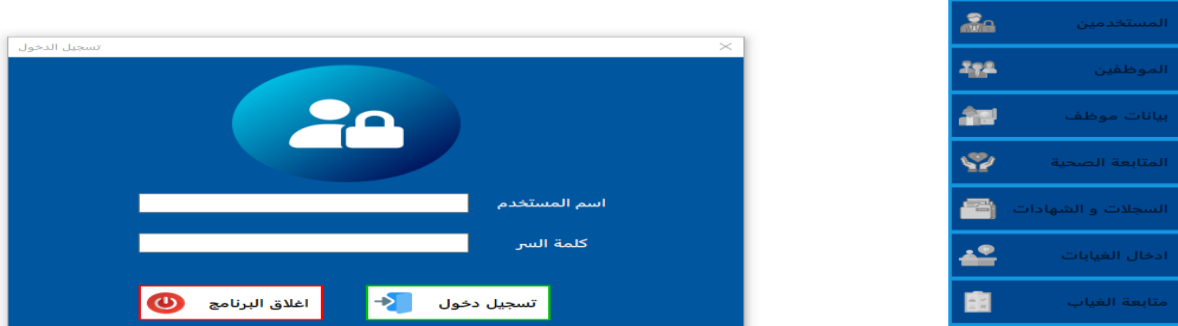 المستخدمين
الموظفين
بيانات موظف
المتابعة الصحية
السجلات و الشهادات
ادخال الغيابات
متابعة الغياب
تسجيل الدخول
اسم المستخدم
كلمة السر
تسجيل دخول
اغلاق البرنامج